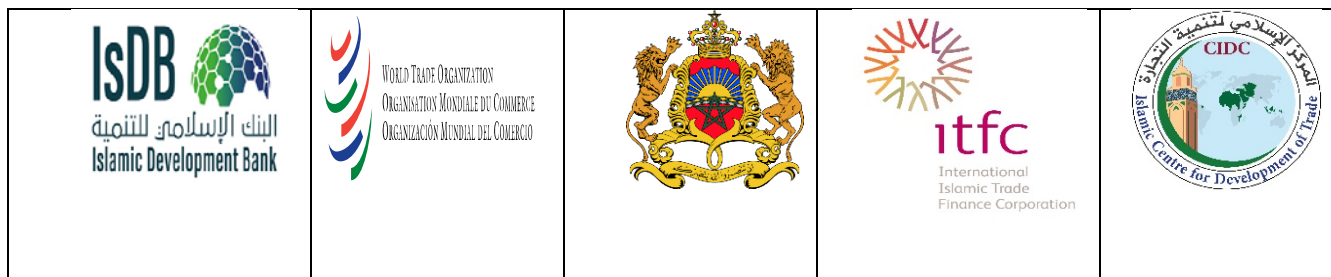 IsDB
البنك الإسلامي للتنمية
Islamic Development Bank
WORLD TRADE ORGANIZATION
ORGANISATION MONDIALE DU COMMERCE
ORGANIZACIÓN MUNDIAL DEL COMERCIO
itfc
International
Islamic Trade
Finance Corporation
المركز الإسلامي لتنمية التجارة
CIDC
Islamic Centre for Development of Trade